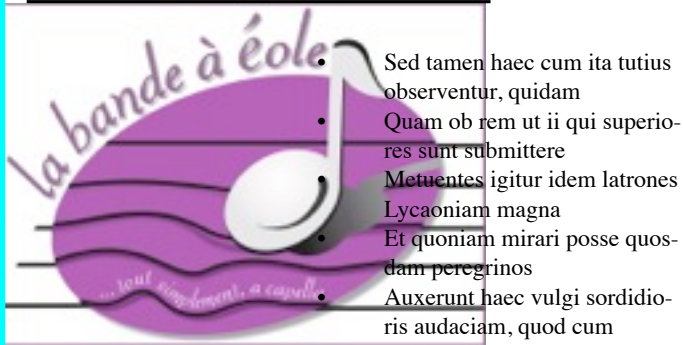 la bande à éole
• Sed tamen haec cum ita tutius
observentur, quidam
• Quam ob rem ut ii qui superio-
res sunt submittere
• Metuentes igitur idem latrones
Lycaoniam magna
• Et quoniam mirari posse quos-
dam peregrinos
• Auxerunt haec vulgi sordidio-
ris audaciam, quod cum
...tout simplement, a capella